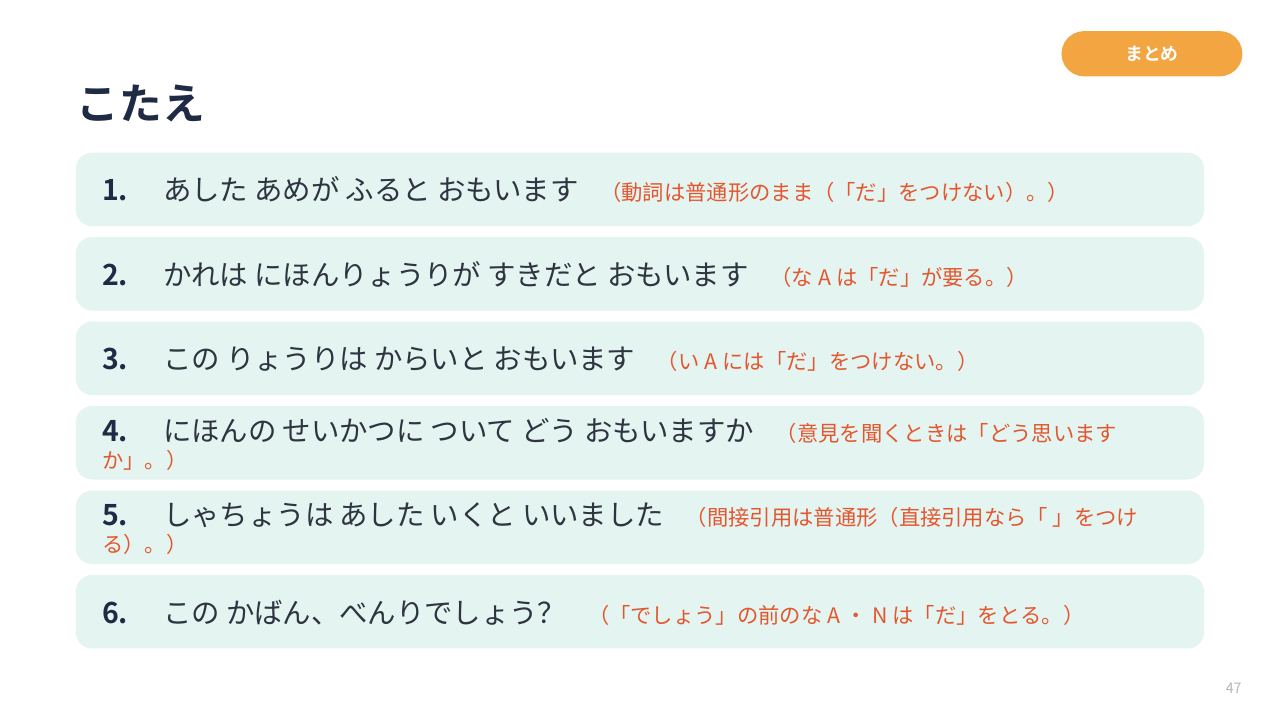 まとめ
こたえ
1. あした あめが ふると おもいます （動詞は普通形のまま（「だ」をつけない）。）
2. かれは にほんりょうりが すきだと おもいます （な A は「だ」が要る。）
3. この りょうりは からいと おもいます （い A には「だ」をつけない。）
4. にほんの せいかつに ついて どう おもいますか （意見を聞くときは「どう思います
か」。）
5. しゃちょうは あした いくと いいました （間接引用は普通形（直接引用なら「 」をつけ
る）。）
6. この かばん、べんりでしょう？ （「でしょう」の前のな A ・ N は「だ」をとる。）
47